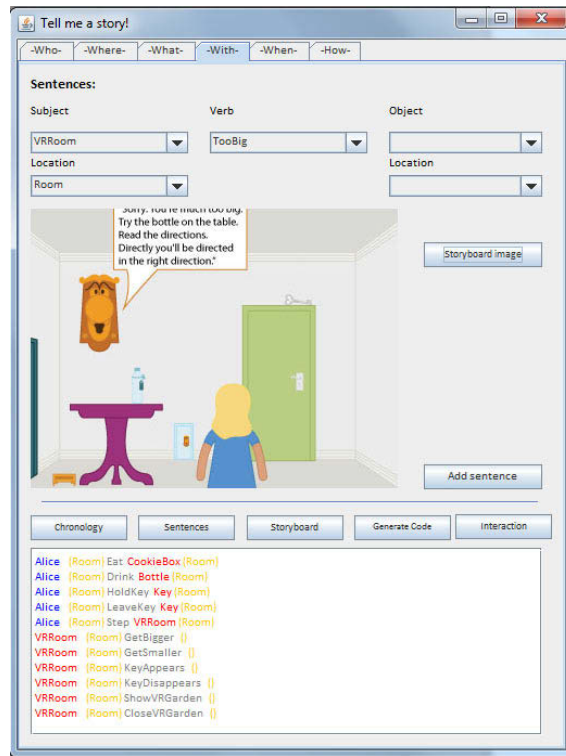 Tell me a story!
-Who- -Where- -What- -With- -When- -How-
Sentences:
Subject Verb Object
VRRoom TooBig
Location Location
Room
"Sorry. You're much too big.
Try the bottle on the table.
Read the directions.
Directly you'll be directed
in the right direction."
Storyboard image
Add sentence
Chronology Sentences Storyboard Generate Code Interaction
Alice (Room) Eat CookieBox (Room)
Alice (Room) Drink Bottle (Room)
Alice (Room) HoldKey Key (Room)
Alice (Room) LeaveKey Key (Room)
Alice (Room) Step VRRoom (Room)
VRRoom (Room) GetBigger ()
VRRoom (Room) GetSmaller ()
VRRoom (Room) KeyAppears ()
VRRoom (Room) KeyDisappears ()
VRRoom (Room) ShowVRGarden ()
VRRoom (Room) CloseVRGarden ()